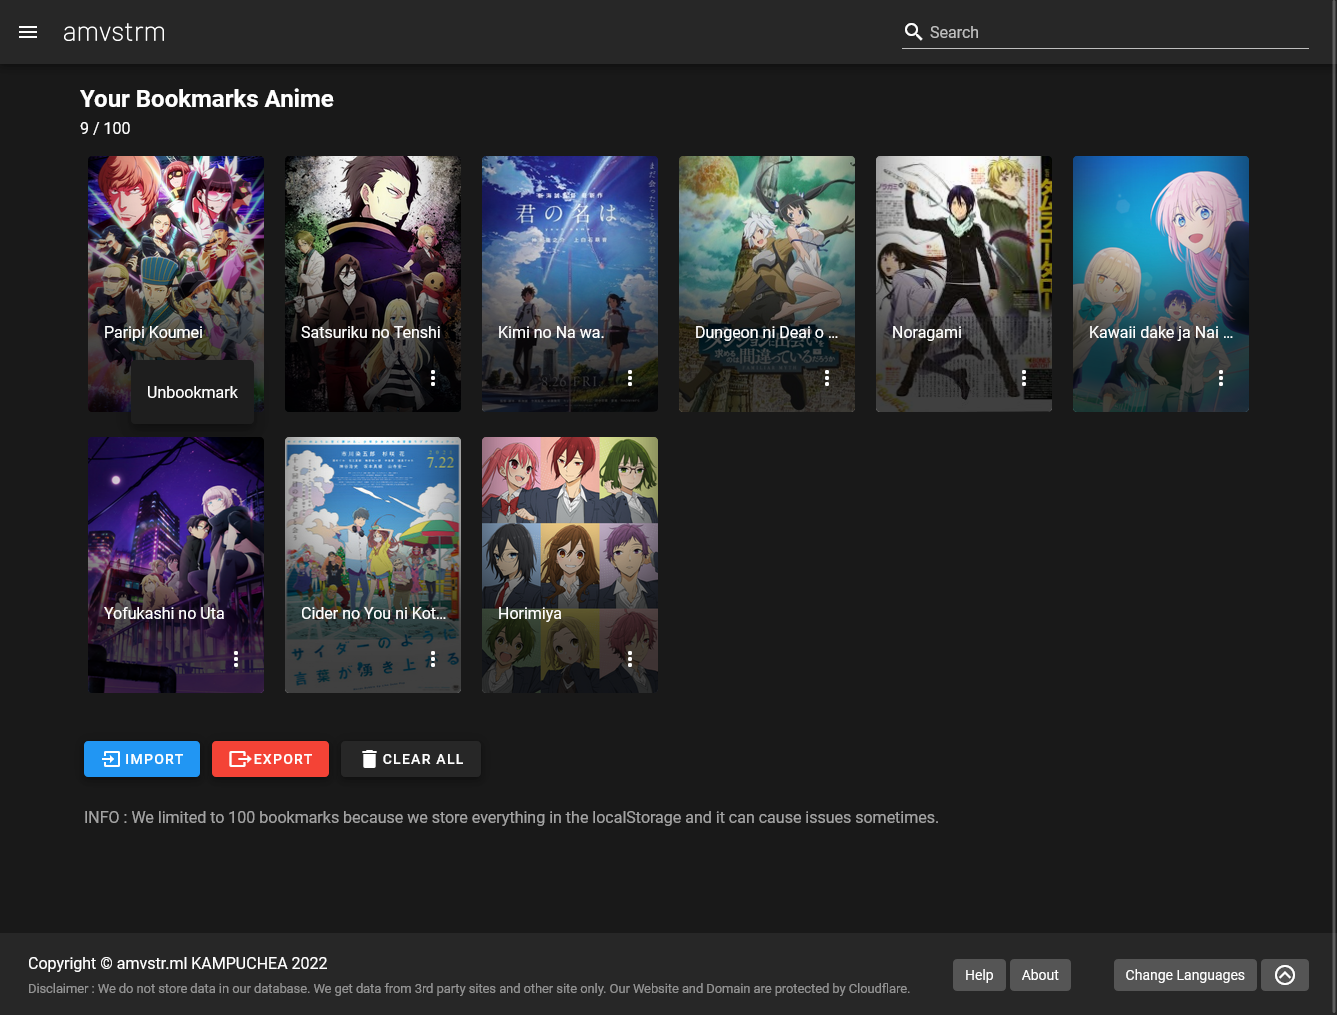 amvstrm
Search
Your Bookmarks Anime
9 / 100
君の名は
Paripi Koumei
Satsuriku no Tenshi
Kimi no Na wa.
Dungeon ni Deai o ...
Noragami
Kawaii dake ja Nai ...
Unbookmark
7.22
Yofukashi no Uta
Cider no You ni Kot...
Horimiya
サイダーのように
言葉が湧き上がる
IMPORT
EXPORT
CLEAR ALL
INFO : We limited to 100 bookmarks because we store everything in the localStorage and it can cause issues sometimes.
Copyright © amvstr.ml KAMPUCHEA 2022
Disclaimer : We do not store data in our database. We get data from 3rd party sites and other site only. Our Website and Domain are protected by Cloudflare.
Help
About
Change Languages